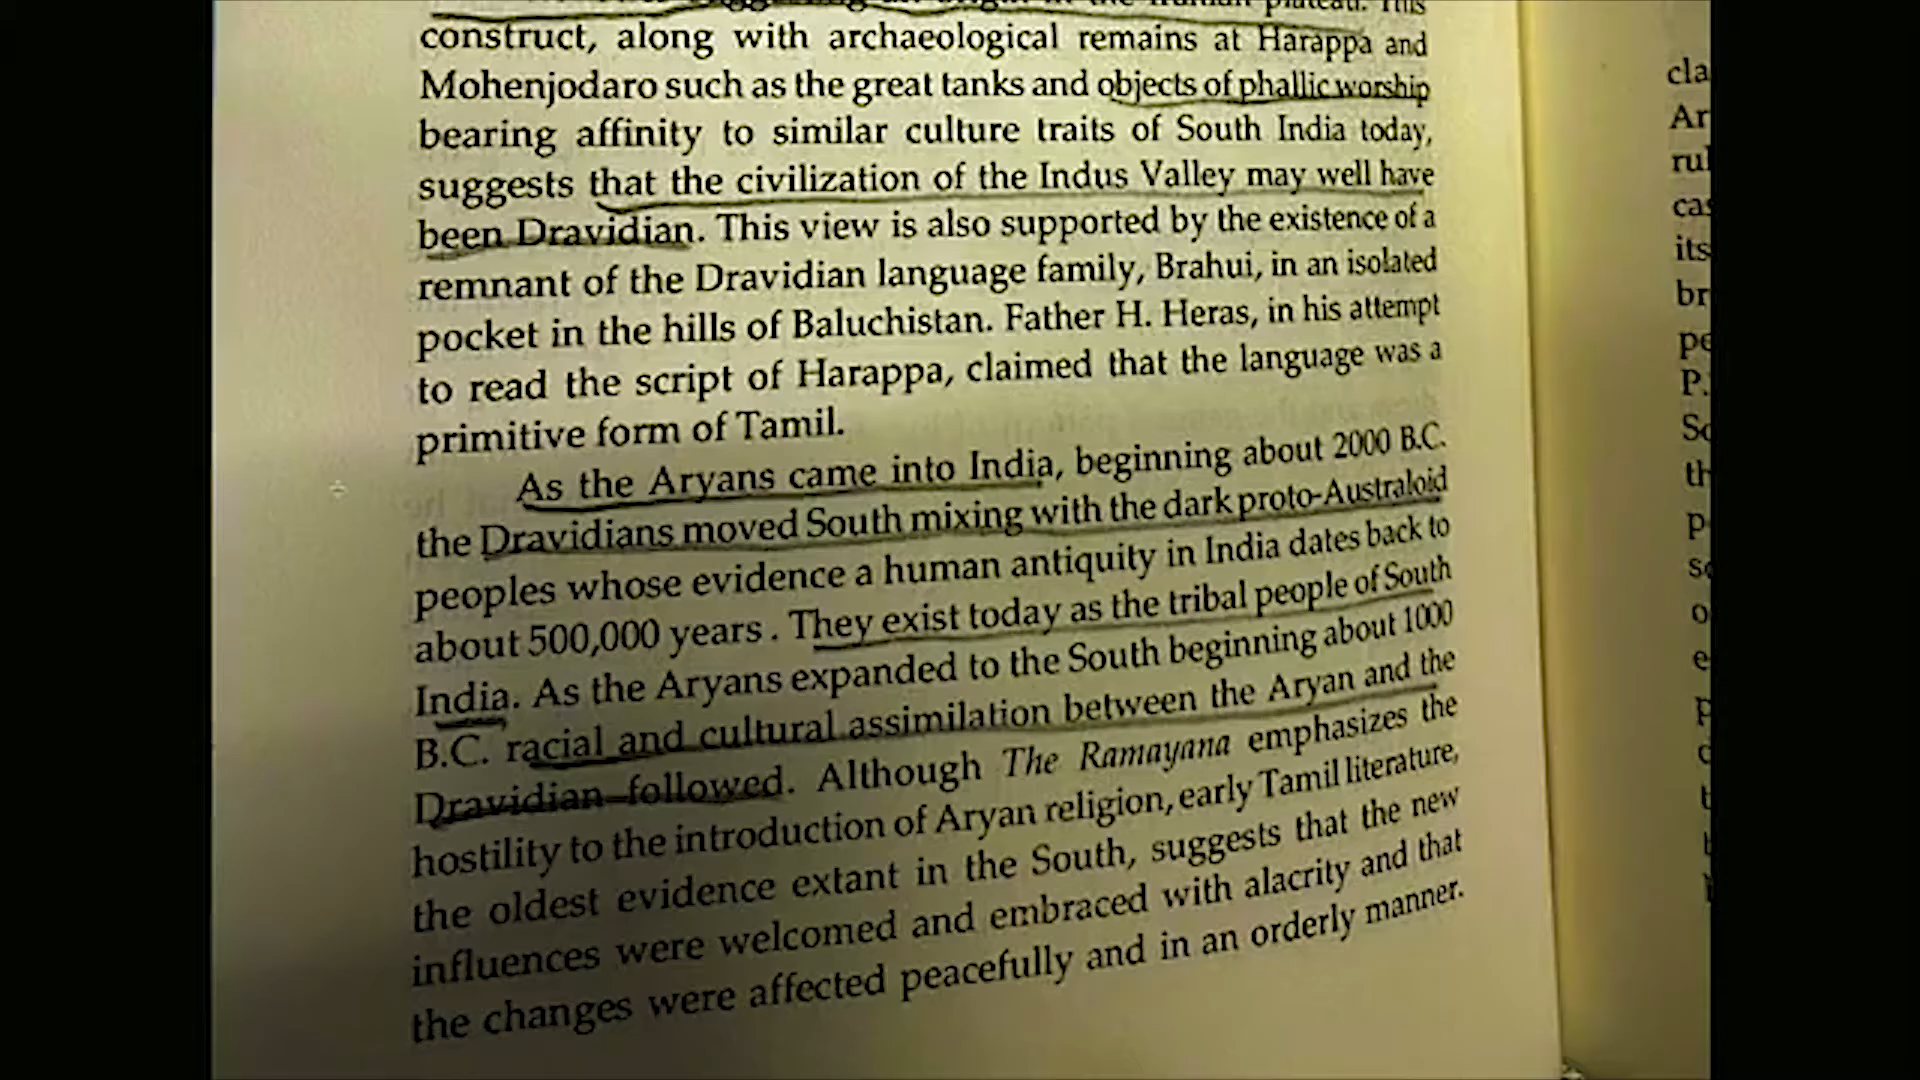 plateau. This
construct, along with archaeological remains at Harappa and
Mohenjodaro such as the great tanks and objects of phallic worship
bearing affinity to similar culture traits of South India today,
suggests that the civilization of the Indus Valley may well have
been Dravidian. This view is also supported by the existence of a
remnant of the Dravidian language family, Brahui, in an isolated
pocket in the hills of Baluchistan. Father H. Heras, in his attempt
to read the script of Harappa, claimed that the language was a
primitive form of Tamil.
As the Aryans came into India, beginning about 2000 B.C.
the Dravidians moved South mixing with the dark proto-Australoid
peoples whose evidence a human antiquity in India dates back to
about 500,000 years . They exist today as the tribal people of South
India. As the Aryans expanded to the South beginning about 1000
B.C. racial and cultural assimilation between the Aryan and the
Dravidian followed. Although The Ramayana emphasizes the
hostility to the introduction of Aryan religion, early Tamil literature,
the oldest evidence extant in the South, suggests that the new
influences were welcomed and embraced with alacrity and that
the changes were affected peacefully and in an orderly manner.